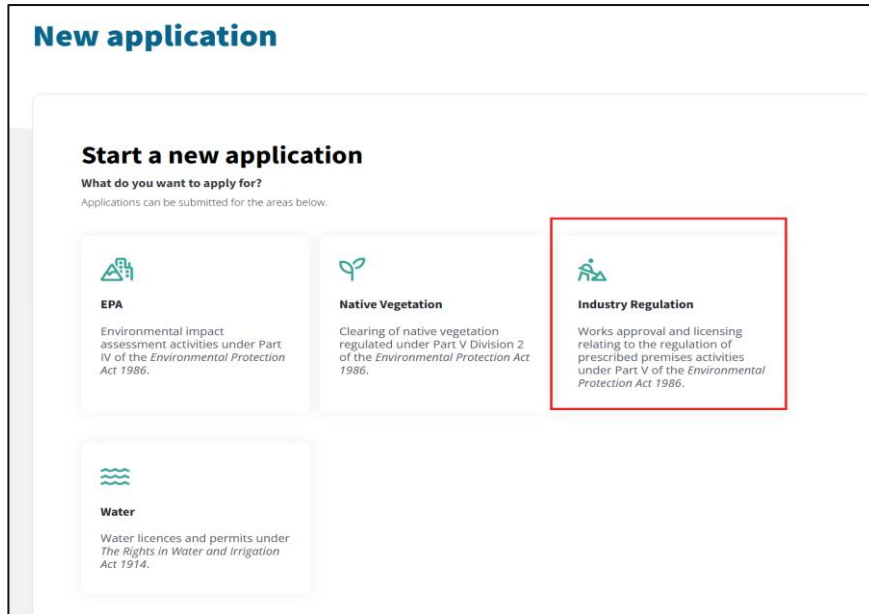 New application
Start a new application
What do you want to apply for?
Applications can be submitted for the areas below.
EPA
Environmental impact
assessment activities under Part
IV of the Environmental Protection
Act 1986.
Native Vegetation
Clearing of native vegetation
regulated under Part V Division 2
of the Environmental Protection Act
1986.
Industry Regulation
Works approval and licensing
relating to the regulation of
prescribed premises activities
under Part V of the Environmental
Protection Act 1986.
Water
Water licences and permits under
The Rights in Water and Irrigation
Act 1914.